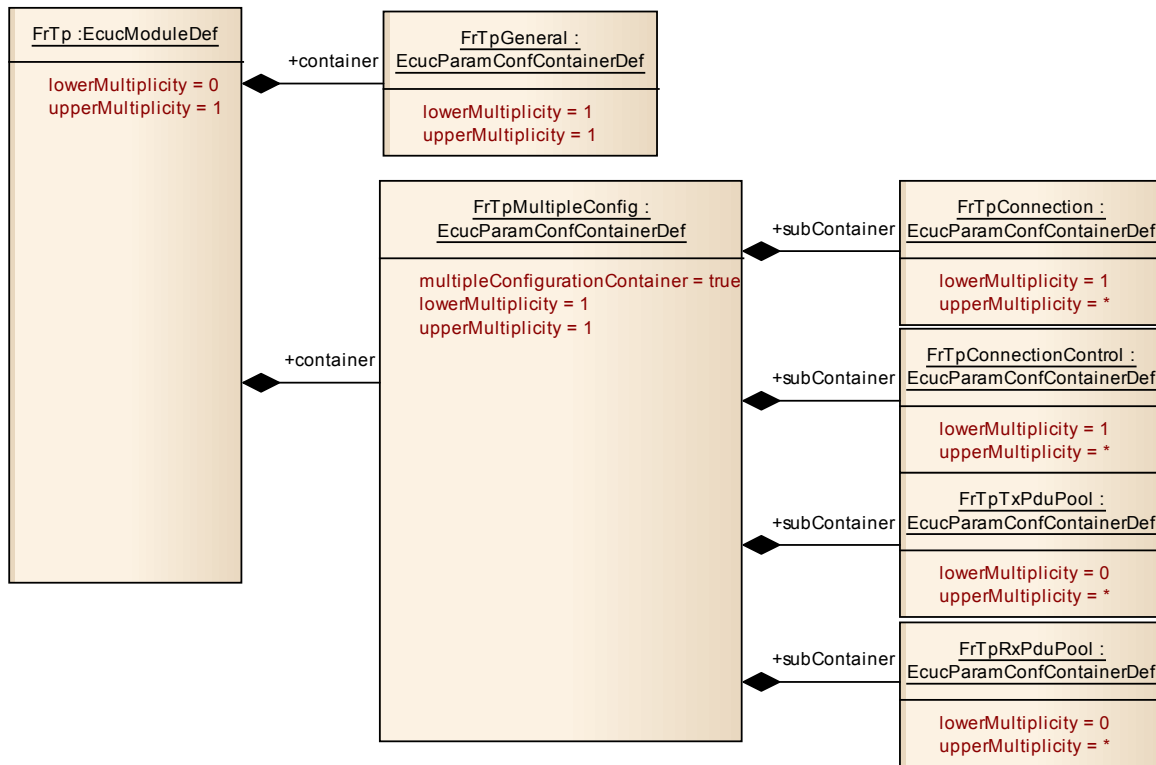 FrTp :EcucModuleDef
lowerMultiplicity = 0
upperMultiplicity = 1
+container
FrTpGeneral :
EcucParamConfContainerDef
lowerMultiplicity = 1
upperMultiplicity = 1
+container
FrTpMultipleConfig :
EcucParamConfContainerDef
multipleConfigurationContainer = true
lowerMultiplicity = 1
upperMultiplicity = 1
+subContainer
FrTpConnection :
EcucParamConfContainerDef
lowerMultiplicity = 1
upperMultiplicity = *
+subContainer
FrTpConnectionControl :
EcucParamConfContainerDef
lowerMultiplicity = 1
upperMultiplicity = *
+subContainer
FrTpTxPduPool :
EcucParamConfContainerDef
lowerMultiplicity = 0
upperMultiplicity = *
+subContainer
FrTpRxPduPool :
EcucParamConfContainerDef
lowerMultiplicity = 0
upperMultiplicity = *